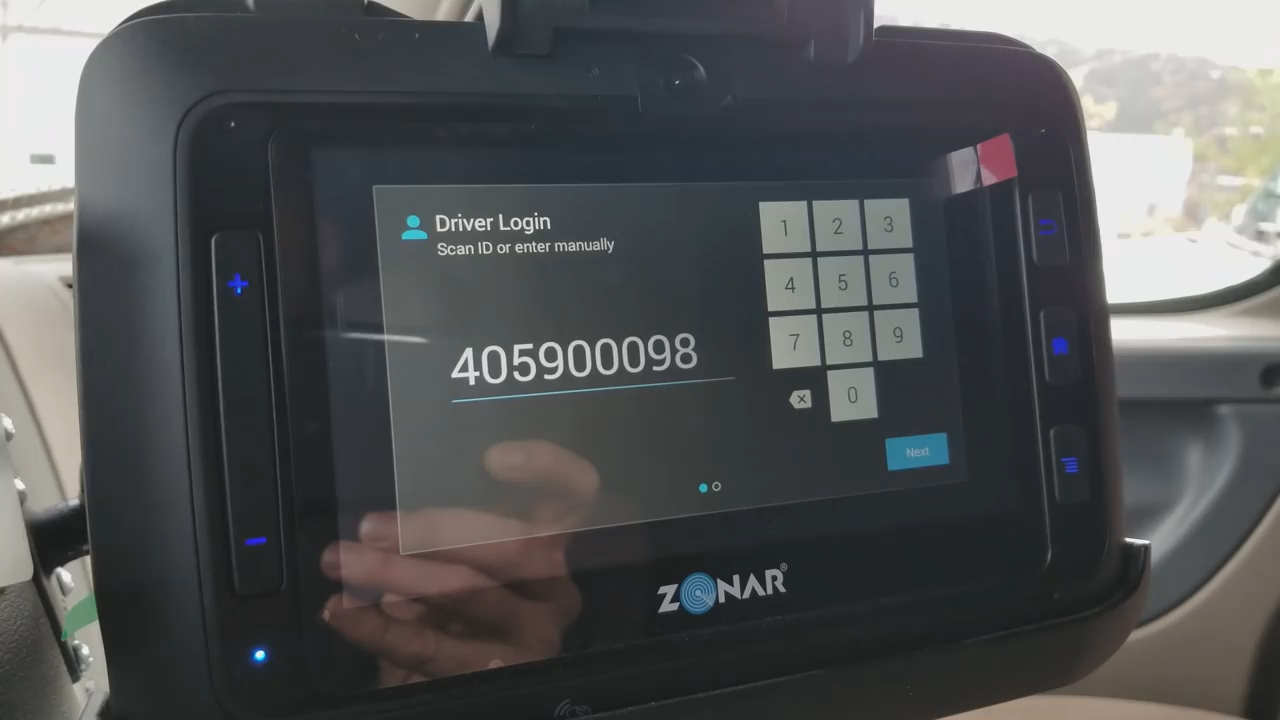 Driver Login
Scan ID or enter manually
405900098
1 2 3
4 5 6
7 8 9
0
Next
ZONAR®